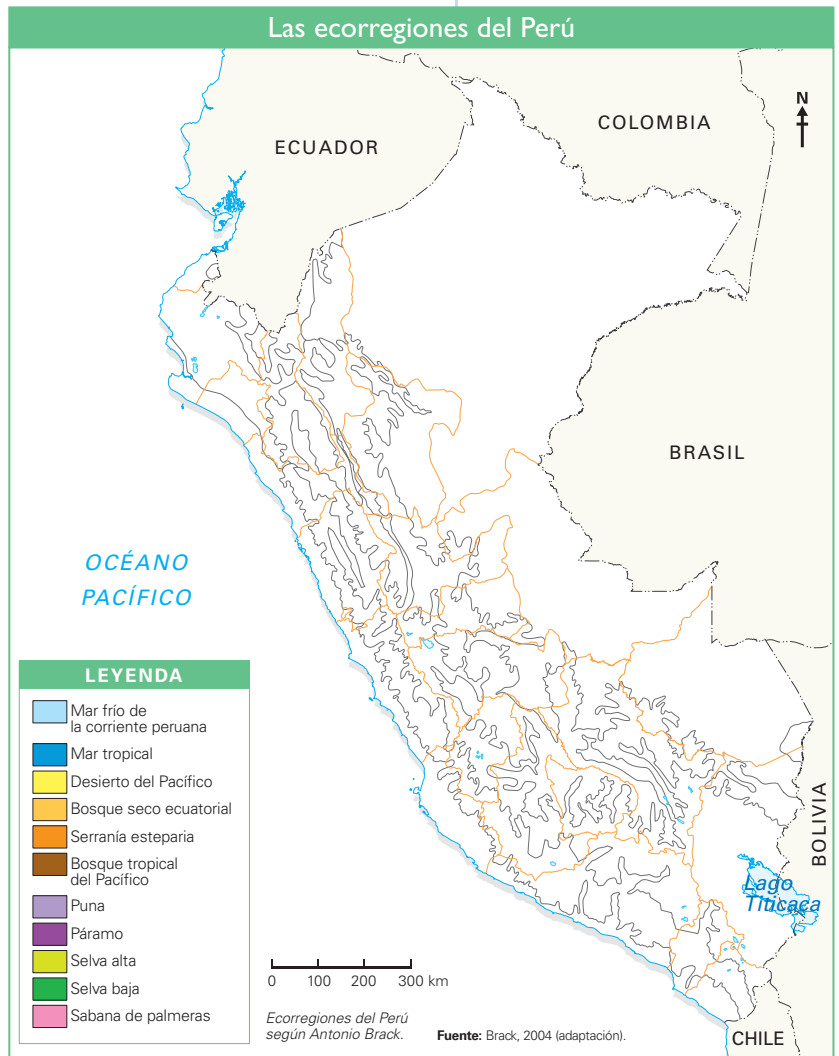 Las ecorregiones del Perú
N
COLOMBIA
ECUADOR
BRASIL
OCÉANO
PACÍFICO
LEYENDA
Mar frío de
la corriente peruana
Mar tropical
Desierto del Pacífico
Bosque seco ecuatorial
Serranía esteparia
Bosque tropical
del Pacífico
Puna
Páramo
Selva alta
Selva baja
Sabana de palmeras
BOLIVIA
Lago
Titicaca
0 100 200 300 km
Ecorregiones del Perú
según Antonio Brack.
Fuente: Brack, 2004 (adaptación).
CHILE